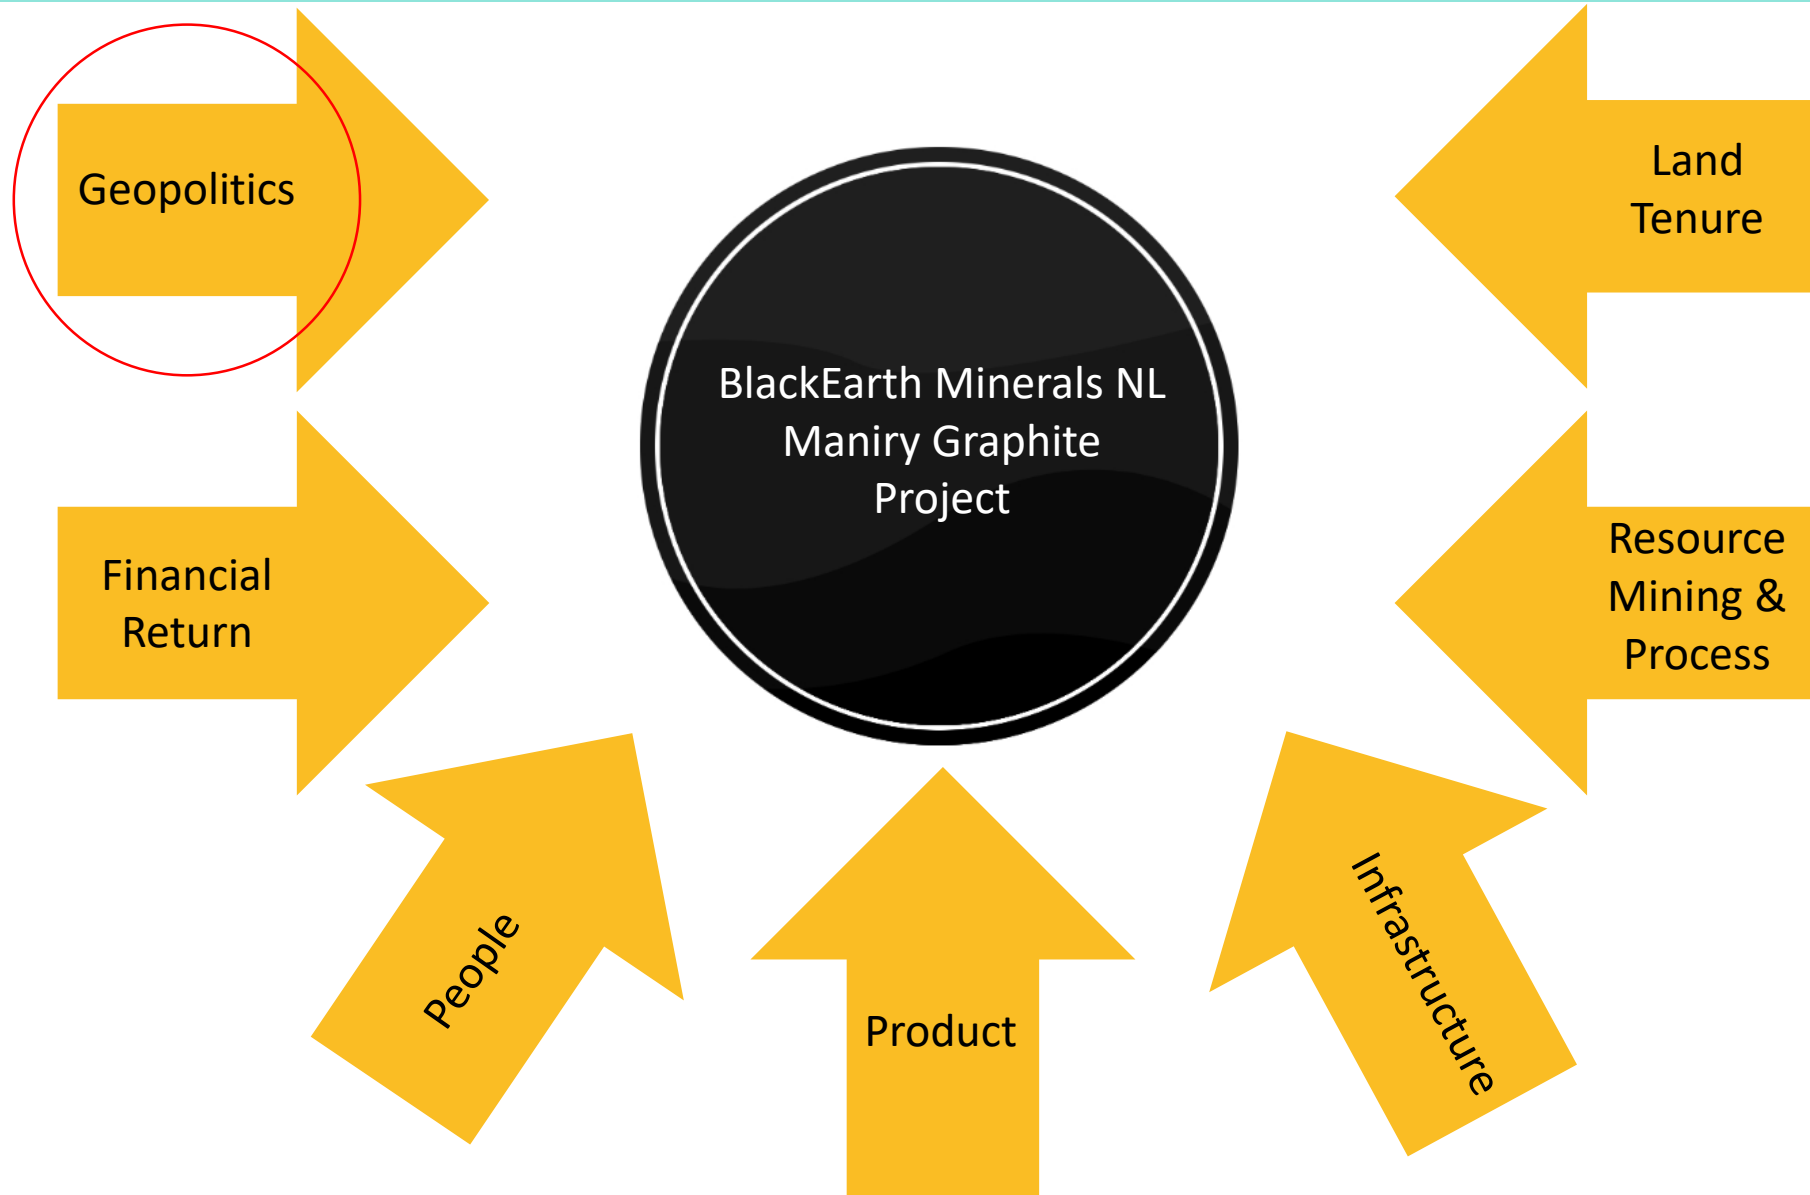 Geopolitics
Land
Tenure
BlackEarth Minerals NL
Maniry Graphite
Project
Financial
Return
Resource
Mining &
Process
People
Product
Infrastructure